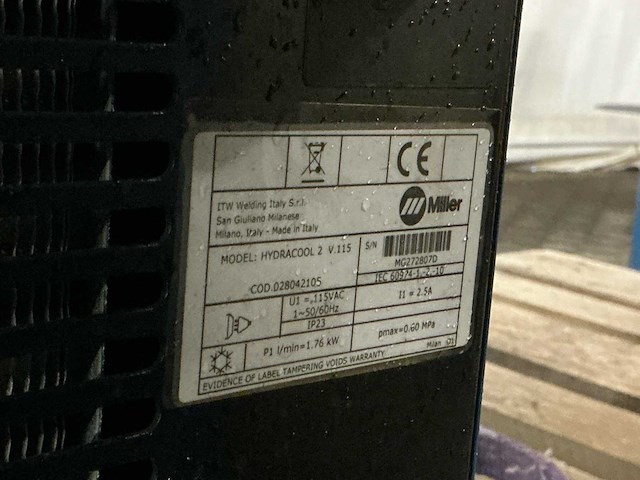 CE
ITW Welding Italy S.r.l.
San Giuliano Milanese
Milano, Italy - Made in Italy
Miller
MODEL: HYDRACOOL 2 V.115
S/N
MG272807D
COD.028042105
IEC 60974-1,-2,-10
U1 = 115VAC
1~50/60Hz
I1 = 2.5A
IP23
P1 l/min=1.76 kW
pmax=0.60 MPa
EVIDENCE OF LABEL TAMPERING VOIDS WARRANTY
Milan